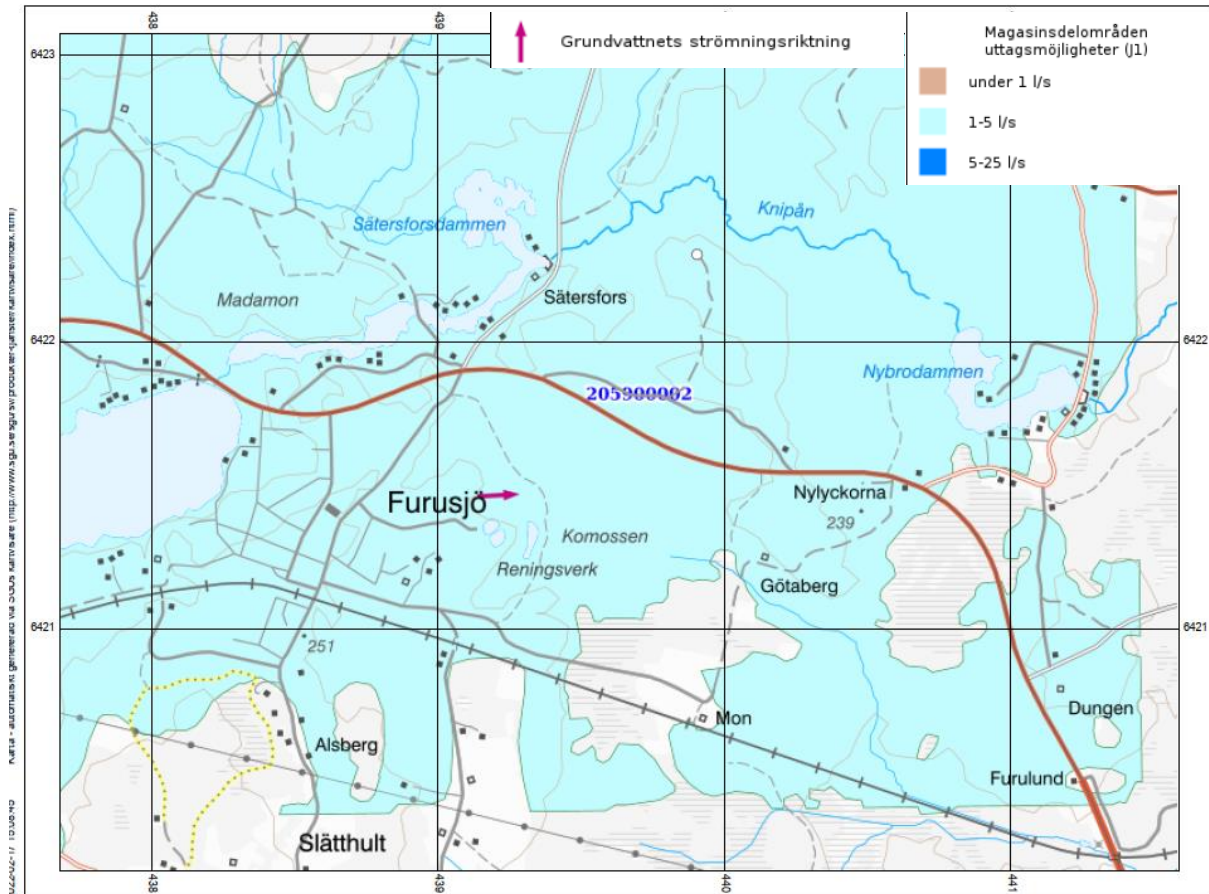 438
439
Grundvattnets strömningsriktning
Magasinsdelområden
uttagsmöjligheter (J1)
under 1 l/s
1-5 l/s
5-25 l/s
6423
Sätersforsdammen
Knipån
Madamon
Sätersfors
6422
6422
Nybrodammen
205900002
Furusjö
Nylyckorna
239
Komossen
Reningsverk
Götaberg
6421
6421
251
Dungen
Alsberg
Mon
Furulund
Slätthult
438
439
440
441